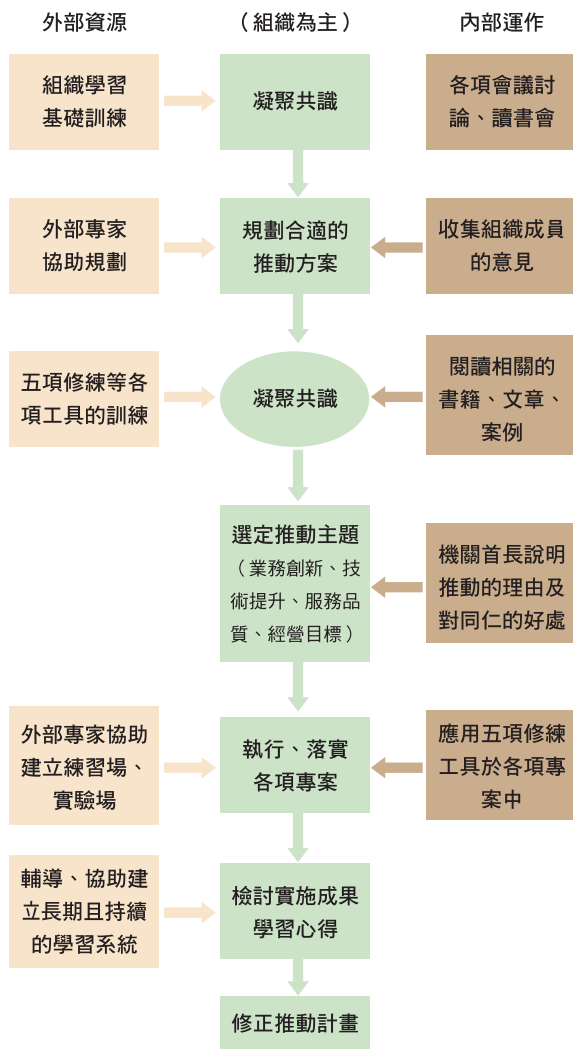 外部資源
（組織為主）
內部運作
組織學習
基礎訓練
凝聚共識
各項會議討
論、讀書會
外部專家
協助規劃
規劃合適的
推動方案
收集組織成員
的意見
五項修練等各
項工具的訓練
凝聚共識
閱讀相關的
書籍、文章、
案例
選定推動主題
（業務創新、技
術提升、服務品
質、經營目標）
機關首長說明
推動的理由及
對同仁的好處
外部專家協助
建立練習場、
實驗場
執行、落實
各項專案
應用五項修練
工具於各項專
案中
輔導、協助建
立長期且持續
的學習系統
檢討實施成果
學習心得
修正推動計畫